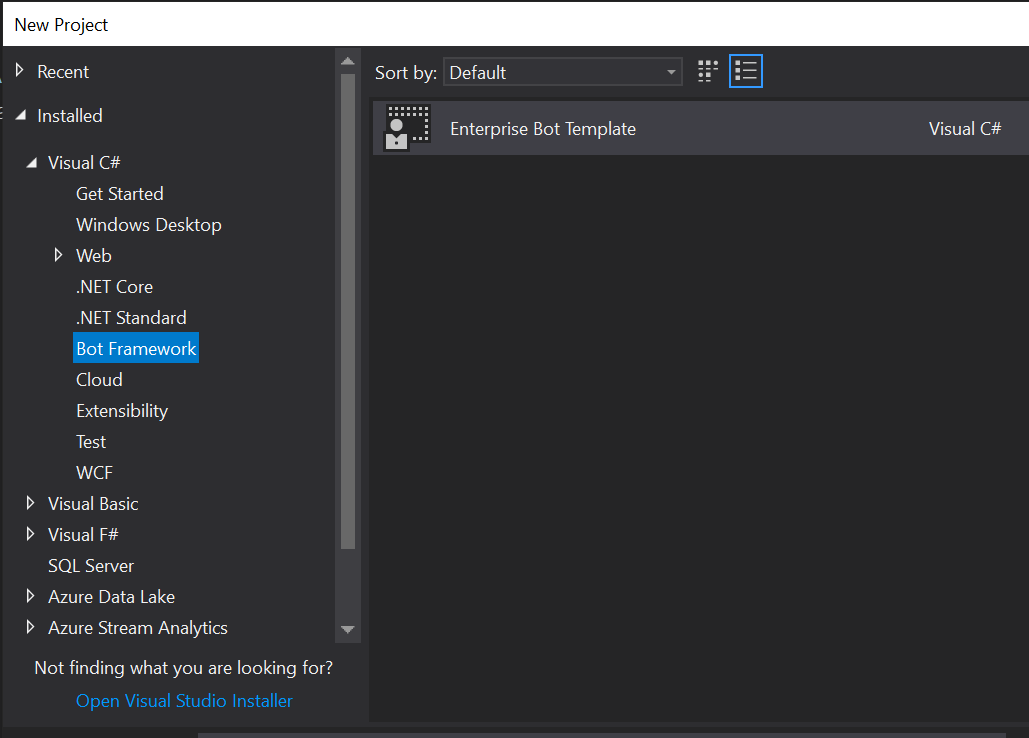 New Project
Recent
Installed
Visual C#
Get Started
Windows Desktop
Web
.NET Core
.NET Standard
Bot Framework
Cloud
Extensibility
Test
WCF
Visual Basic
Visual F#
SQL Server
Azure Data Lake
Azure Stream Analytics
Not finding what you are looking for?
Open Visual Studio Installer
Sort by: Default
Enterprise Bot Template Visual C#